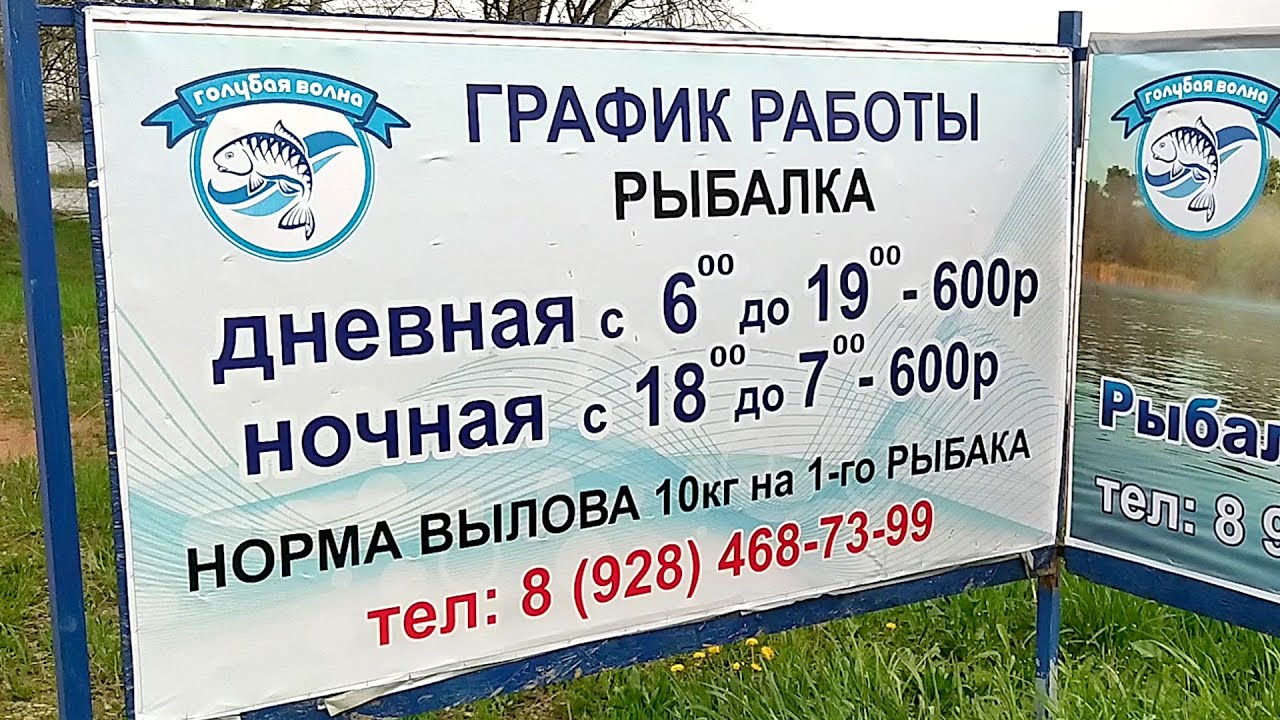 голубая волна
ГРАФИК РАБОТЫ
РЫБАЛКА
дневная с 6⁰⁰ до 19⁰⁰ - 600р
ночная с 18⁰⁰ до 7⁰⁰ - 600р
НОРМА ВЫЛОВА 10кг на 1-го РЫБАКА
тел: 8 (928) 468-73-99
голубая волна
тел: 8